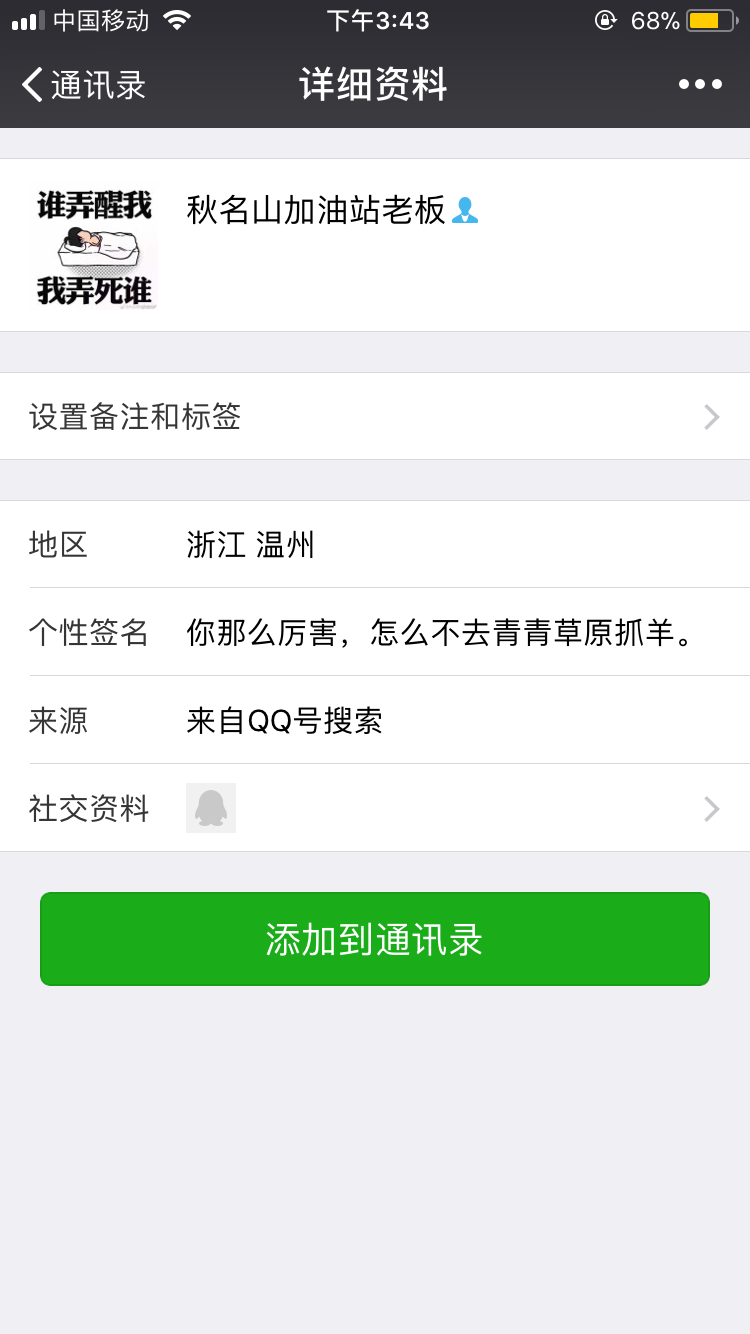 中国移动 下午3:43 68%
通讯录 详细资料
谁弄醒我
我弄死谁
秋名山加油站老板
设置备注和标签
地区 浙江 温州
个性签名 你那么厉害，怎么不去青青草原抓羊。
来源 来自QQ号搜索
社交资料
添加到通讯录